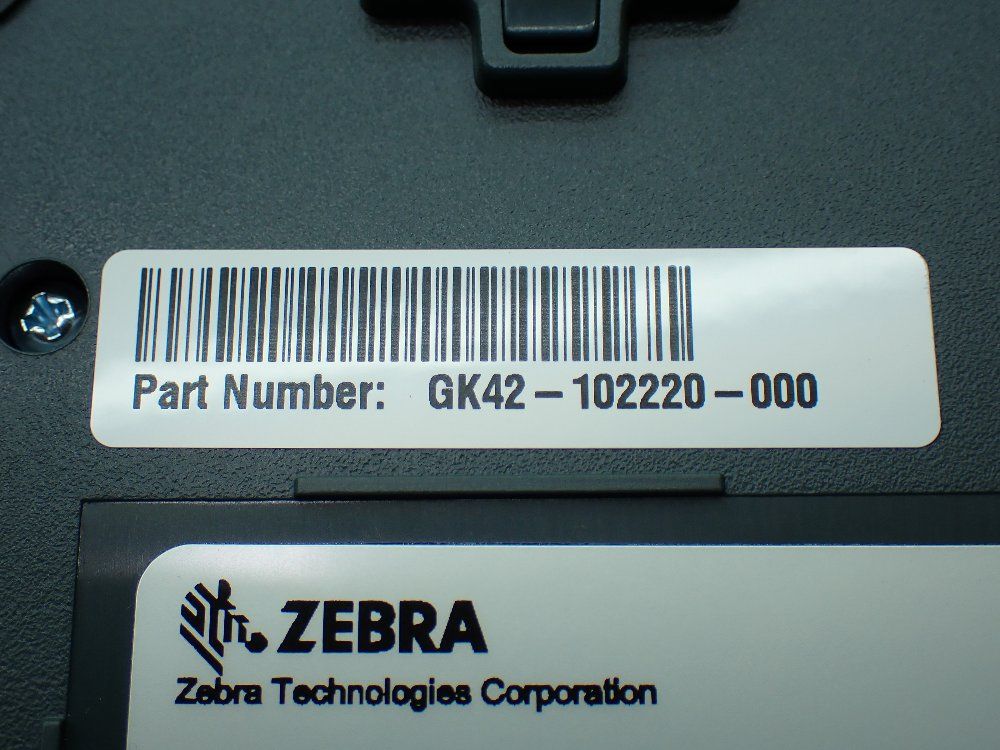 Part Number: GK42-102220-000
ZEBRA
Zebra Technologies Corporation